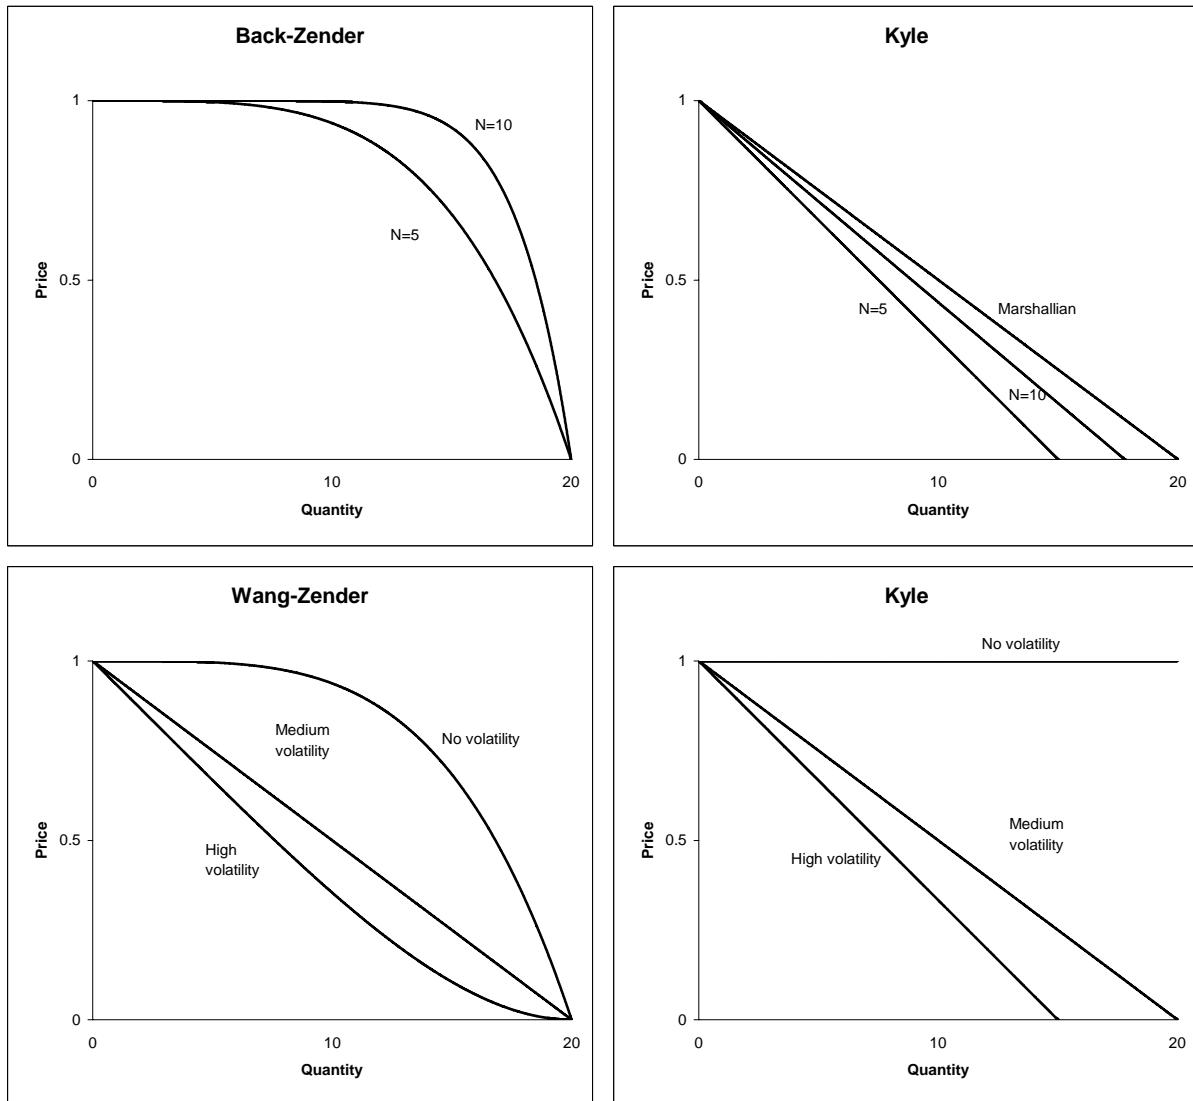 Back-Zender
1
N=10
N=5
0.5
Price
0
0
10
20
Quantity
Kyle
1
Marshallian
N=5
0.5
Price
N=10
0
0
10
20
Quantity
Wang-Zender
1
Medium
volatility
No volatility
0.5
High
volatility
Price
0
0
10
20
Quantity
Kyle
No volatility
1
Medium
volatility
High volatility
0.5
Price
0
0
10
20
Quantity